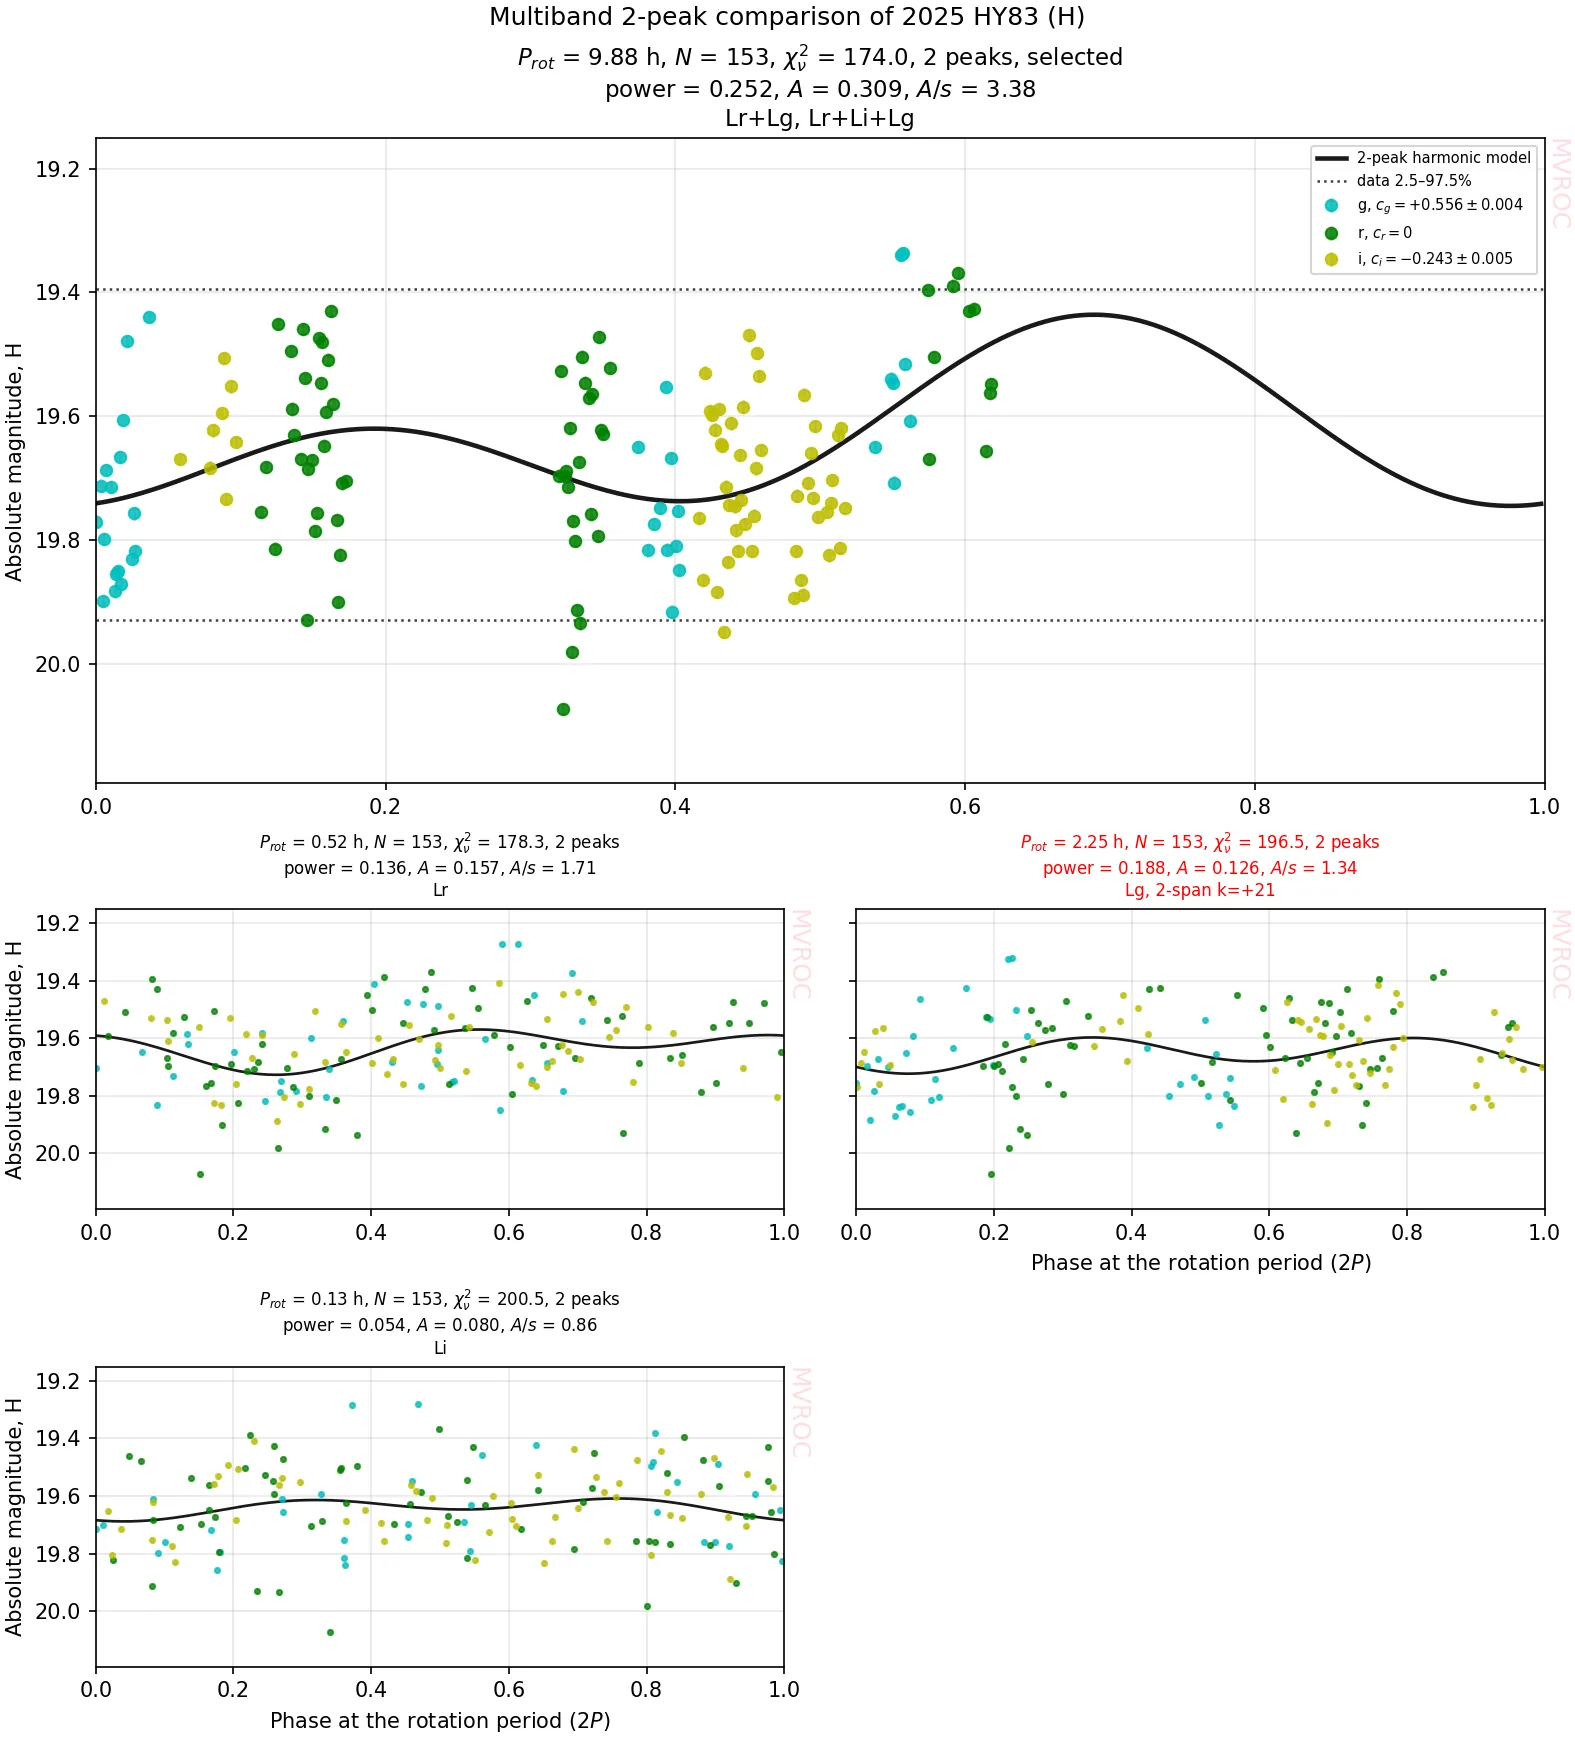 Multiband 2-peak comparison of 2025 HY83 (H)
P_rot = 9.88 h, N = 153, χ²_ν = 174.0, 2 peaks, selected
power = 0.252, A = 0.309, A/s = 3.38
Lr+Lg, Lr+Li+Lg
2-peak harmonic model
data 2.5–97.5%
g, c_g = +0.556 ± 0.004
r, c_r = 0
i, c_i = −0.243 ± 0.005
MVROC
Absolute magnitude, H
19.2
19.4
19.6
19.8
20.0
0.0 0.2 0.4 0.6 0.8 1.0
P_rot = 0.52 h, N = 153, χ²_ν = 178.3, 2 peaks
power = 0.136, A = 0.157, A/s = 1.71
Lr
MVROC
Absolute magnitude, H
19.2
19.4
19.6
19.8
20.0
0.0 0.2 0.4 0.6 0.8 1.0
P_rot = 2.25 h, N = 153, χ²_ν = 196.5, 2 peaks
power = 0.188, A = 0.126, A/s = 1.34
Lg, 2-span k=+21
MVROC
0.0 0.2 0.4 0.6 0.8 1.0
Phase at the rotation period (2P)
P_rot = 0.13 h, N = 153, χ²_ν = 200.5, 2 peaks
power = 0.054, A = 0.080, A/s = 0.86
Li
MVROC
Absolute magnitude, H
19.2
19.4
19.6
19.8
20.0
0.0 0.2 0.4 0.6 0.8 1.0
Phase at the rotation period (2P)